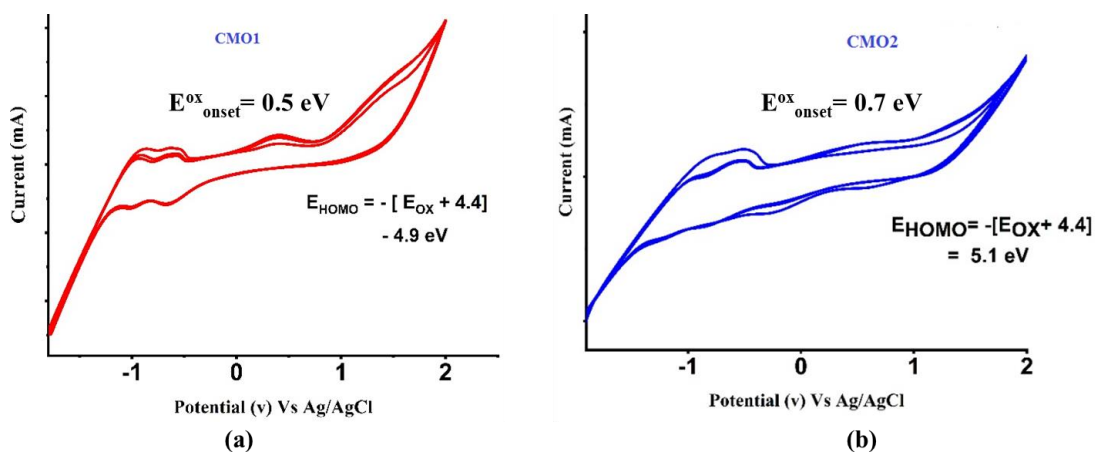 CMO1
E^ox_onset= 0.5 eV
Current (mA)
E_HOMO = - [ E_OX + 4.4]
- 4.9 eV
-1 0 1 2
Potential (v) Vs Ag/AgCl
(a)
CMO2
E^ox_onset= 0.7 eV
Current (mA)
E_HOMO= -[E_OX+ 4.4]
= 5.1 eV
-1 0 1 2
Potential (v) Vs Ag/AgCl
(b)